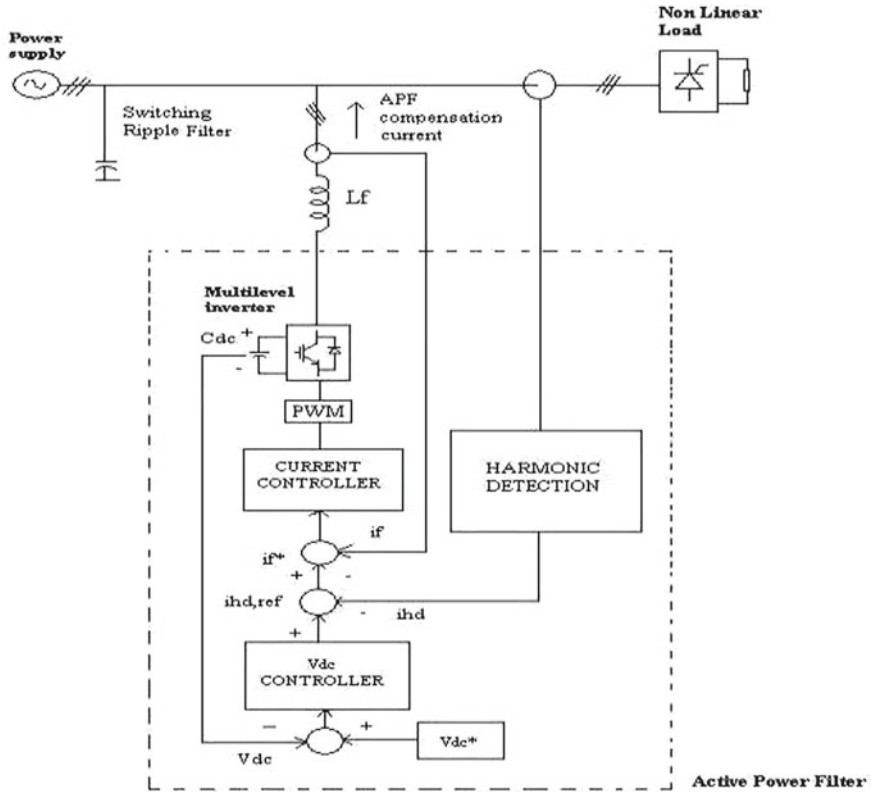 Non Linear
Load
Power
supply
Switching
Ripple Filter
APF
compensation
current
Lf
Multilevel
inverter
Cdc
+
-
PWM
CURRENT
CONTROLLER
HARMONIC
DETECTION
if
if*
+
-
ihd,ref
-
ihd
+
Vdc
CONTROLLER
-
+
Vdc
Vdc*
Active Power Filter